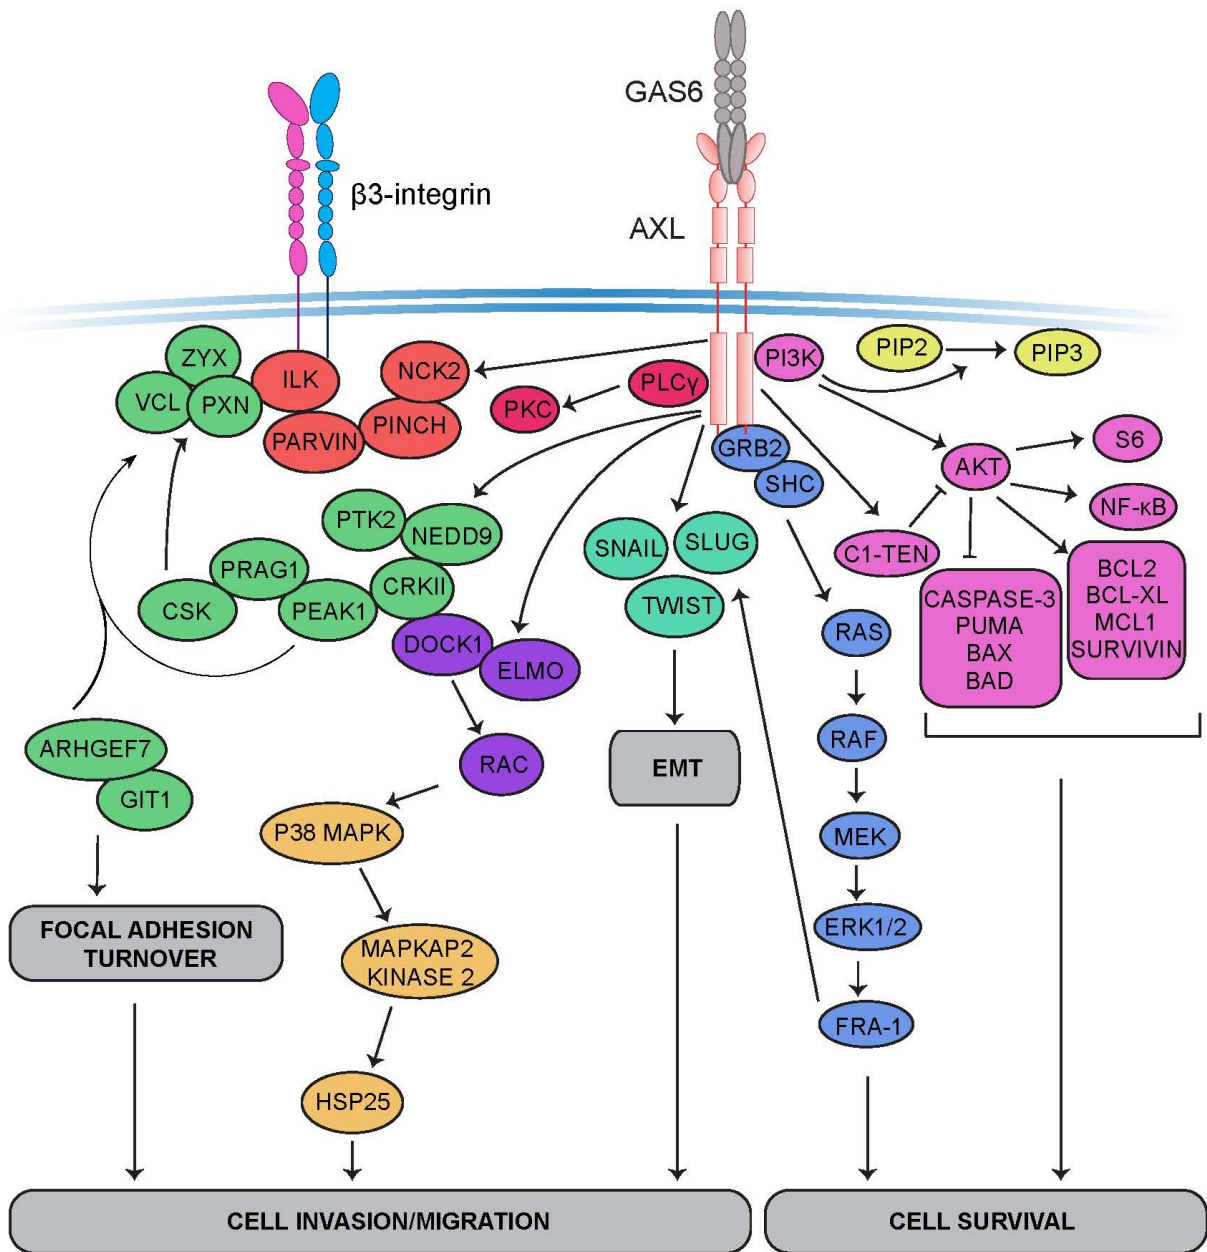 GAS6
β3-integrin
AXL
ZYX
VCL
PXN
ILK
PARVIN
NCK2
PINCH
PKC
PLCγ
PI3K
PIP2
PIP3
GRB2
SHC
AKT
S6
NF-κB
C1-TEN
CASPASE-3
PUMA
BAX
BAD
BCL2
BCL-XL
MCL1
SURVIVIN
PTK2
NEDD9
PRAG1
CRKII
CSK
PEAK1
DOCK1
ELMO
SNAIL
SLUG
TWIST
RAS
RAF
MEK
ERK1/2
FRA-1
ARHGEF7
GIT1
RAC
EMT
P38 MAPK
FOCAL ADHESION
TURNOVER
MAPKAP2
KINASE 2
HSP25
CELL INVASION/MIGRATION
CELL SURVIVAL